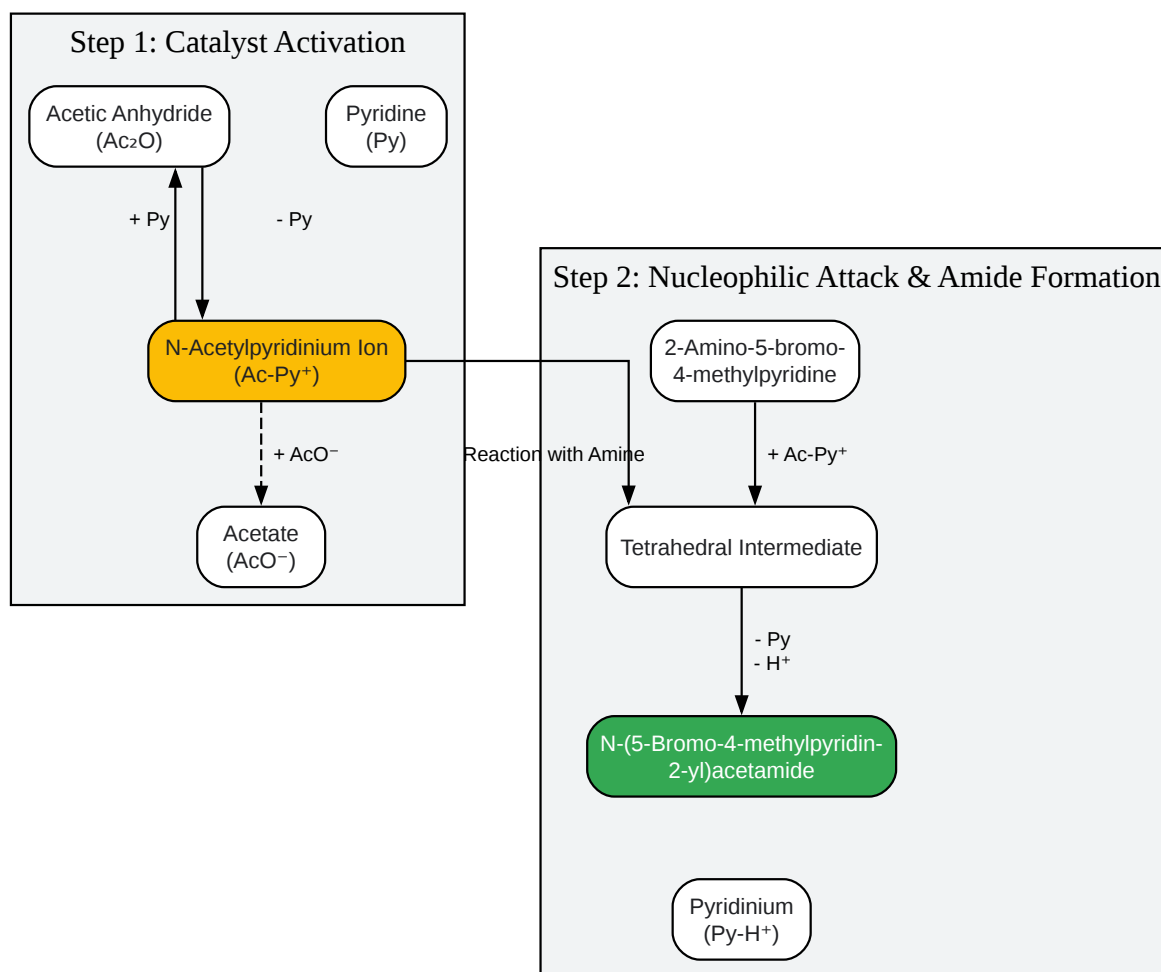 Step 1: Catalyst Activation
Acetic Anhydride
(Ac₂O)
Pyridine
(Py)
+ Py
- Py
N-Acetylpyridinium Ion
(Ac-Py⁺)
+ AcO⁻
Acetate
(AcO⁻)
Reaction with Amine
Step 2: Nucleophilic Attack & Amide Formation
2-Amino-5-bromo-
4-methylpyridine
+ Ac-Py⁺
Tetrahedral Intermediate
- Py
- H⁺
N-(5-Bromo-4-methylpyridin-
2-yl)acetamide
Pyridinium
(Py-H⁺)